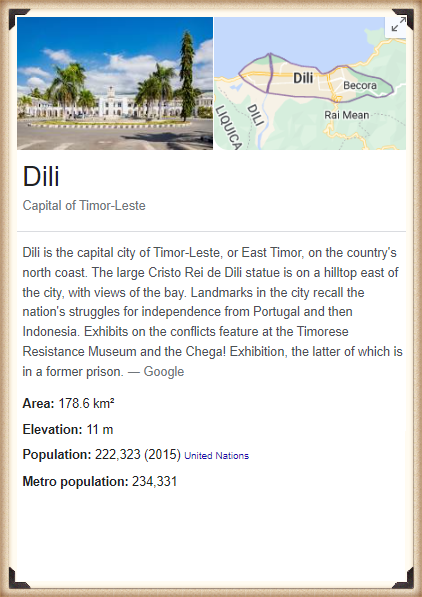 Dili
Becora
Rai Mean
DILI
LIQUICA
Dili
Capital of Timor-Leste
Dili is the capital city of Timor-Leste, or East Timor, on the country's
north coast. The large Cristo Rei de Dili statue is on a hilltop east of
the city, with views of the bay. Landmarks in the city recall the
nation's struggles for independence from Portugal and then
Indonesia. Exhibits on the conflicts feature at the Timorese
Resistance Museum and the Chega! Exhibition, the latter of which is
in a former prison. — Google
Area: 178.6 km²
Elevation: 11 m
Population: 222,323 (2015) United Nations
Metro population: 234,331